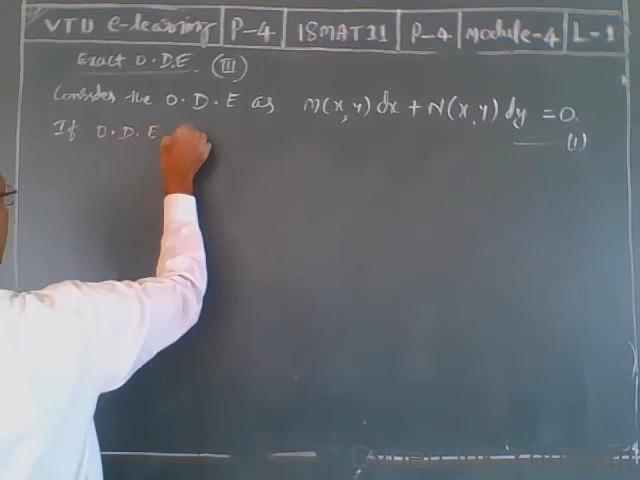 VTU e-learning | P-4 | 18MAT11 | P-4 | Module-4 | L-1
Exact O.D.E. (III)
Consider the O.D.E as M(x,y)dx + N(x,y)dy = 0.
(1)
If O.D.E